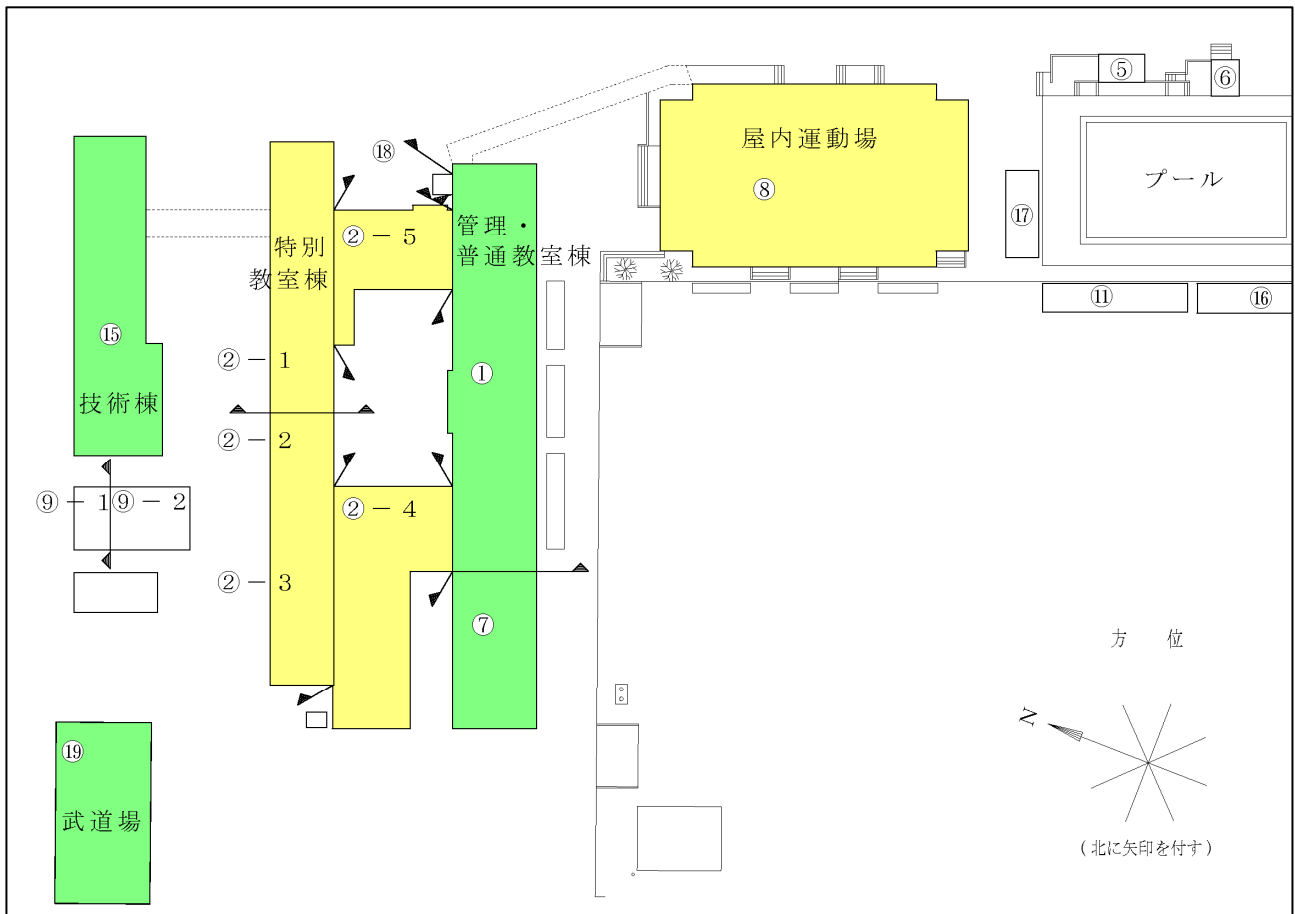 ⑤
⑥
屋内運動場
⑱
⑧
プール
⑰
管理・
普通教室棟
②－５
特別
教室棟
⑪
⑯
⑮
②－１
①
技術棟
②－２
⑨－１
⑨－２
②－４
②－３
⑦
方　位
N
⑲
武道場
(北に矢印を付す)